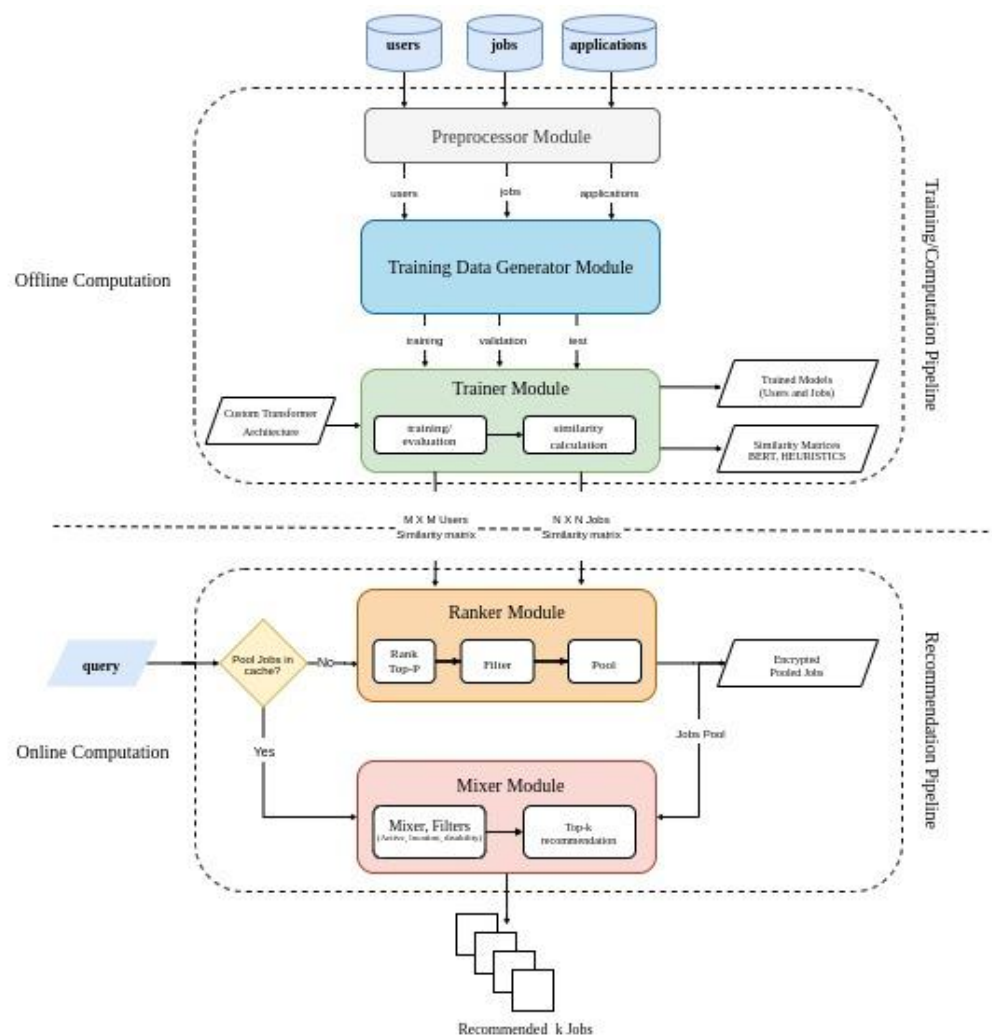 users
jobs
applications
Preprocessor Module
users
jobs
applications
Training Data Generator Module
Offline Computation
Training/Computation Pipeline
training
validation
test
Trainer Module
Custom Transformer
Architecture
training/
evaluation
similarity
calculation
Trained Models
(Users and Jobs)
Similarity Matrices
BERT, HEURISTICS
M X M Users
Similarity matrix
N X N Jobs
Similarity matrix
Ranker Module
query
Pool Jobs in
cache?
No
Rank
Top-P
Filter
Pool
Encrypted
Pooled Jobs
Recommendation Pipeline
Online Computation
Yes
Jobs Pool
Mixer Module
Mixer, Filters
(Active, location, disability)
Top-k
recommendation
Recommended k Jobs